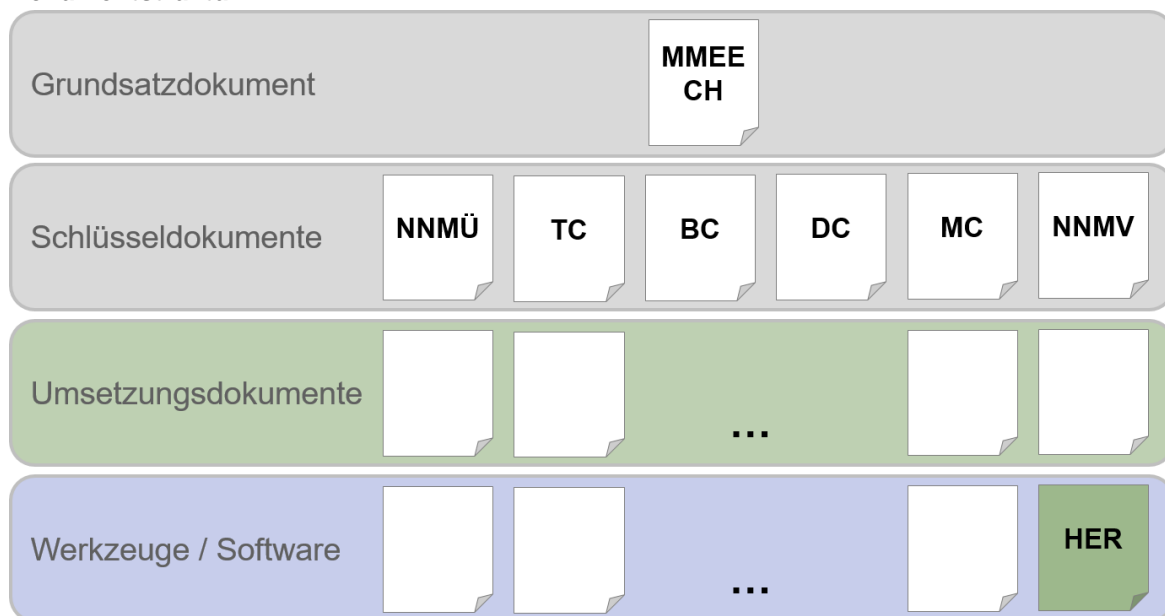 Grundsatzdokument
MMEE
CH
Schlüsseldokumente
NNMÜ
TC
BC
DC
MC
NNMV
Umsetzungsdokumente
...
Werkzeuge / Software
...
HER